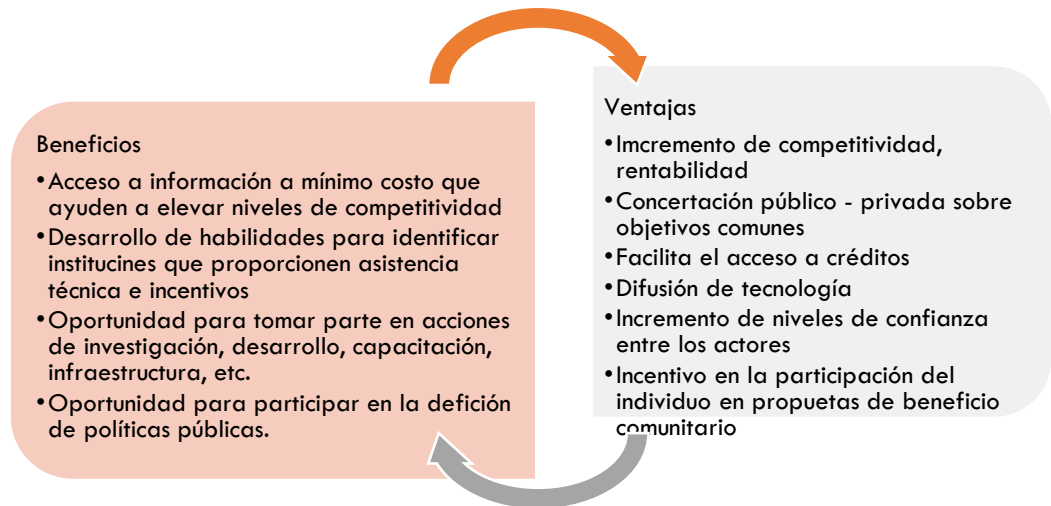 Beneficios
•Acceso a información a mínimo costo que
ayuden a elevar niveles de competitividad
•Desarrollo de habilidades para identificar
institucines que proporcionen asistencia
técnica e incentivos
•Oportunidad para tomar parte en acciones
de investigación, desarrollo, capacitación,
infraestructura, etc.
•Oportunidad para participar en la defición
de políticas públicas.
Ventajas
•Imcremento de competitividad,
rentabilidad
•Concertación público - privada sobre
objetivos comunes
•Facilita el acceso a créditos
•Difusión de tecnología
•Incremento de niveles de confianza
entre los actores
•Incentivo en la participación del
individuo en propuetas de beneficio
comunitario